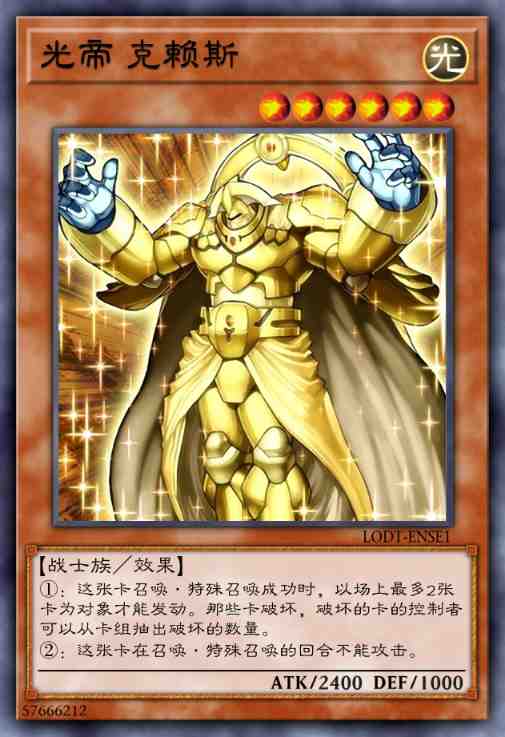 光帝 克赖斯
光
LODT-ENSE1
【战士族／效果】
①：这张卡召唤·特殊召唤成功时，以场上最多2张
卡为对象才能发动。那些卡破坏，破坏的卡的控制者
可以从卡组抽出破坏的数量。
②：这张卡在召唤·特殊召唤的回合不能攻击。
ATK/2400 DEF/1000
57666212